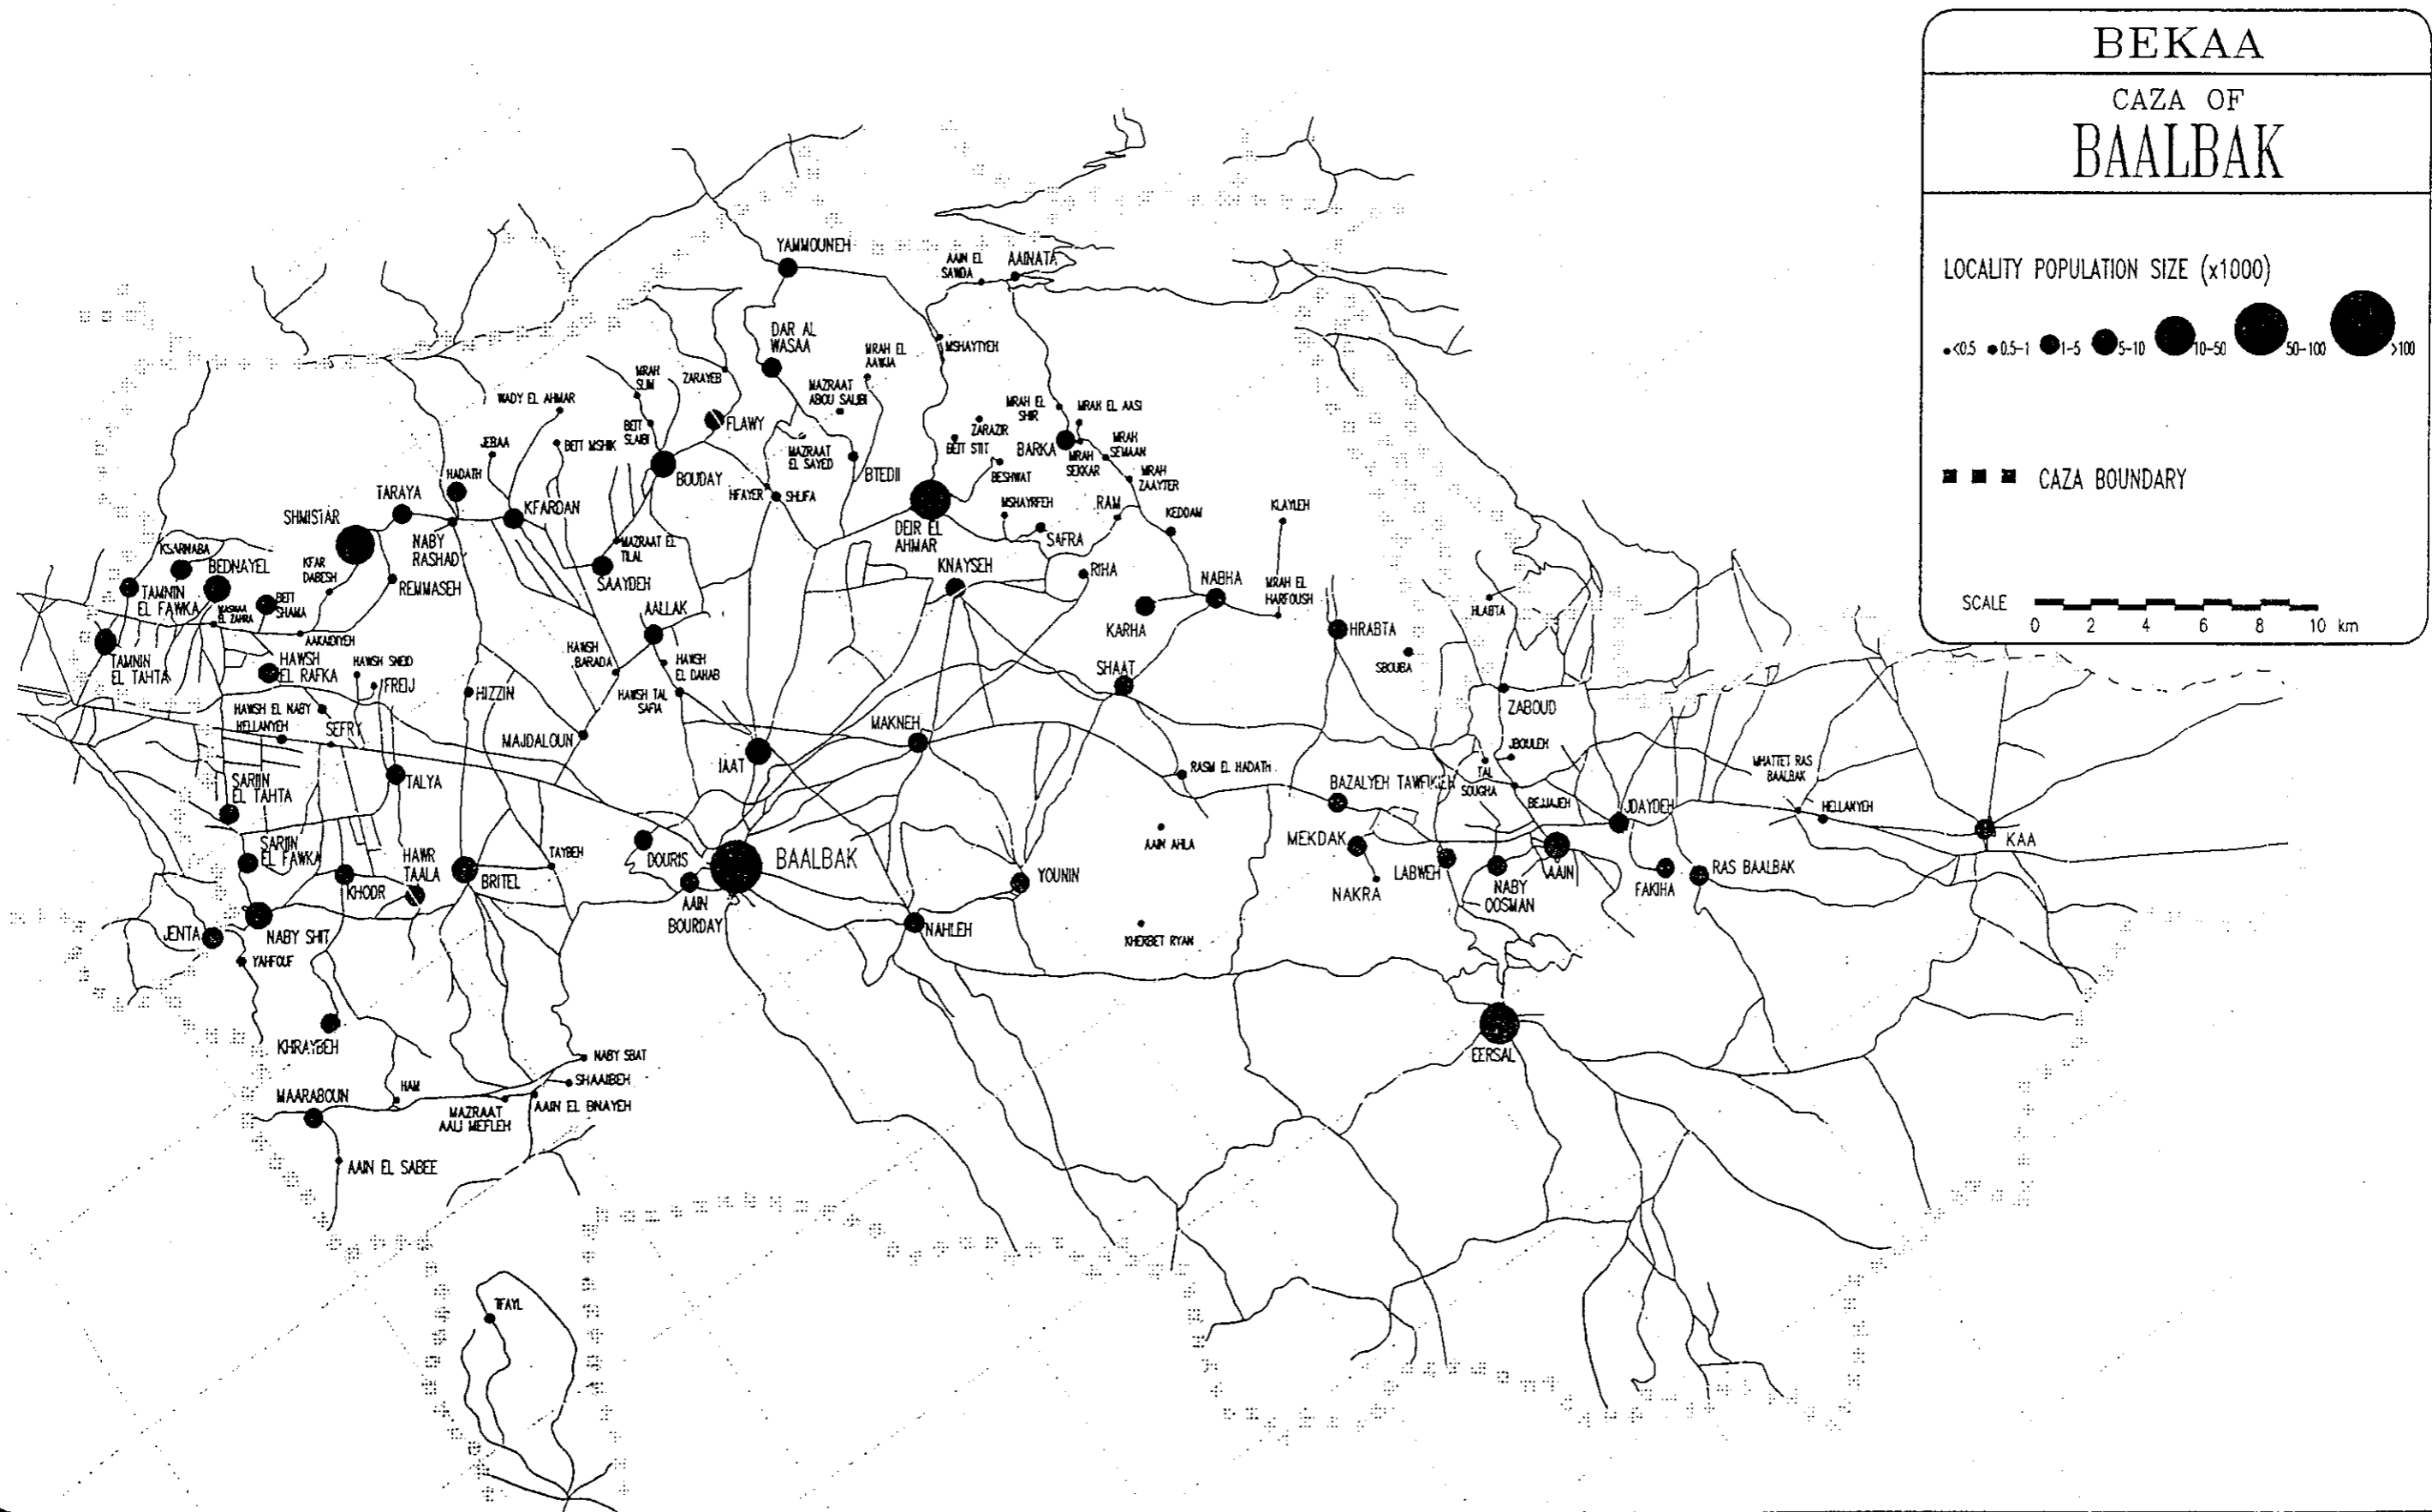 BEKAA
CAZA OF
BAALBAK
LOCALITY POPULATION SIZE (x1000)
<0.5 0.5-1 1-5 5-10 10-50 50-100 >100
CAZA BOUNDARY
SCALE
0 2 4 6 8 10 km
YAMMOUNEH
AAIN EL
SAWDA
AAINATA
DAR AL
WASAA
MRAH EL
AAWJA
MSHAYTYEH
MRAH
SLIM
ZARAYEB
MAZRAAT
ABOU SALIBI
WADY EL AHMAR
MRAH EL
SHIR
MRAH EL AASI
BEIT
SLAIBI
FLAWY
ZARAZIR
JEBAA
BEIT MSHIK
MAZRAAT
EL SAYED
BEIT STIT
BARKA
MRAH
SEMAAN
MRAH
SEKKAR
HADATH
BOUDAY
BTEDII
BESHWAT
MRAH
ZAAYTER
TARAYA
HFAYER
SHLIFA
SHMISTAR
KFARDAN
MSHAYRFEH
RAM
KEDDAM
KLAYLEH
NABY
RASHAD
DEIR EL
AHMAR
SAFRA
KSARNABA
MAZRAAT EL
TILAL
BEDNAYEL
KFAR
DABESH
SAAYDEH
KNAYSEH
RIHA
NABHA
MRAH EL
HARFOUSH
TAMNIN
EL FAWKA
REMMASEH
BEIT
SHAMA
EL ZAHRA
AALLAK
HLABTA
KARHA
HRABTA
AAKAIDIYEH
TAMNIN
EL TAHTA
HAWSH
EL RAFKA
HAWSH SNEID
HAWSH
BARADA
HAWSH
EL DAHAB
SHAAT
SBOUBA
FREIJ
HIZZIN
HAWSH TAL
SAFIA
ZABOUD
HAWSH EL NABY
HELLANYEH
SEFRY
MAJDALOUN
MAKNEH
JBOULEH
IAAT
TALYA
RASM EL HADATH
TAL
SOUGHA
MHATTET RAS
BAALBAK
SARIIN
EL TAHTA
BAZALYEH TAWFIKIEH
BEJJAJEH
JDAYDEH
HELLANYEH
SARIIN
EL FAWKA
HAWR
TAALA
TAYBEH
DOURIS
BAALBAK
AAIN AHLA
MEKDAK
KAA
KHODR
BRITEL
YOUNIN
LABWEH
NABY
OOSMAN
AAIN
FAKIHA
RAS BAALBAK
NAKRA
AAIN
BOURDAY
JENTA
NABY SHIT
NAHLEH
KHERBET RYAN
YAHFOUF
KHRAYBEH
EERSAL
NABY SBAT
SHAAIBEH
MAARABOUN
HAM
MAZRAAT
AALI MEFLEH
AAIN EL BNAYEH
AAIN EL SABEE
TFAYL